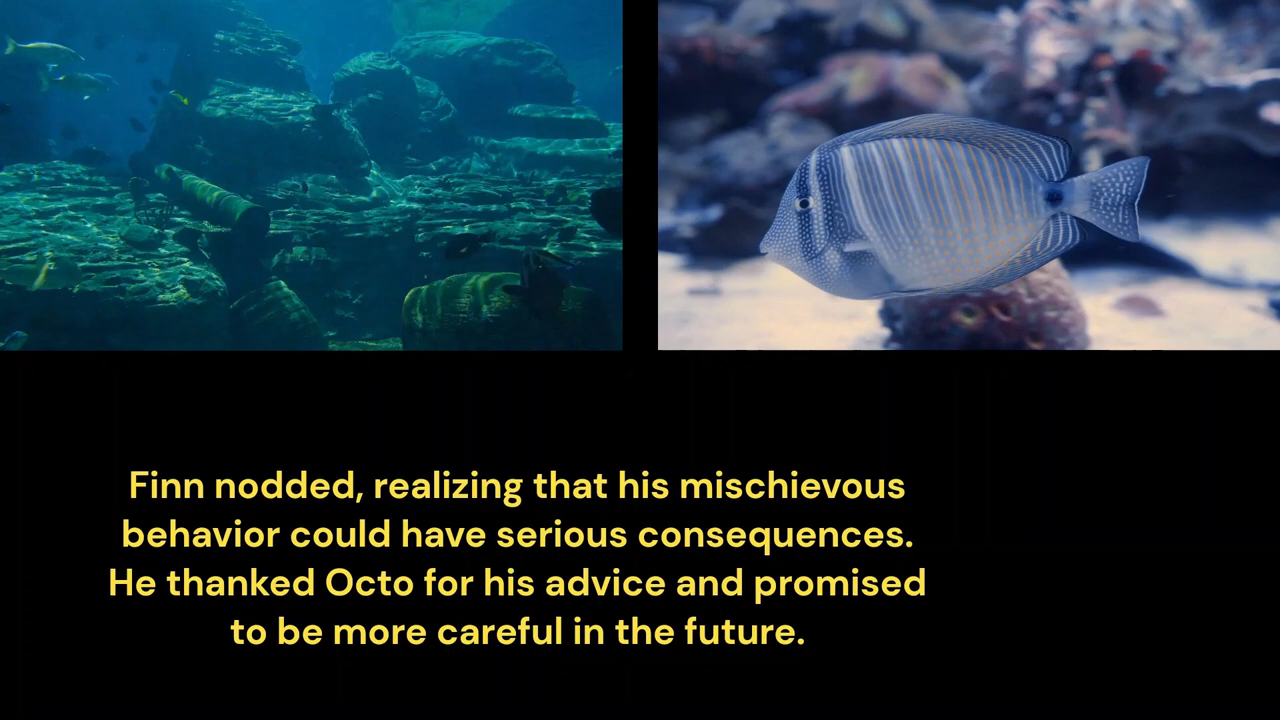 Finn nodded, realizing that his mischievous
behavior could have serious consequences.
He thanked Octo for his advice and promised
to be more careful in the future.